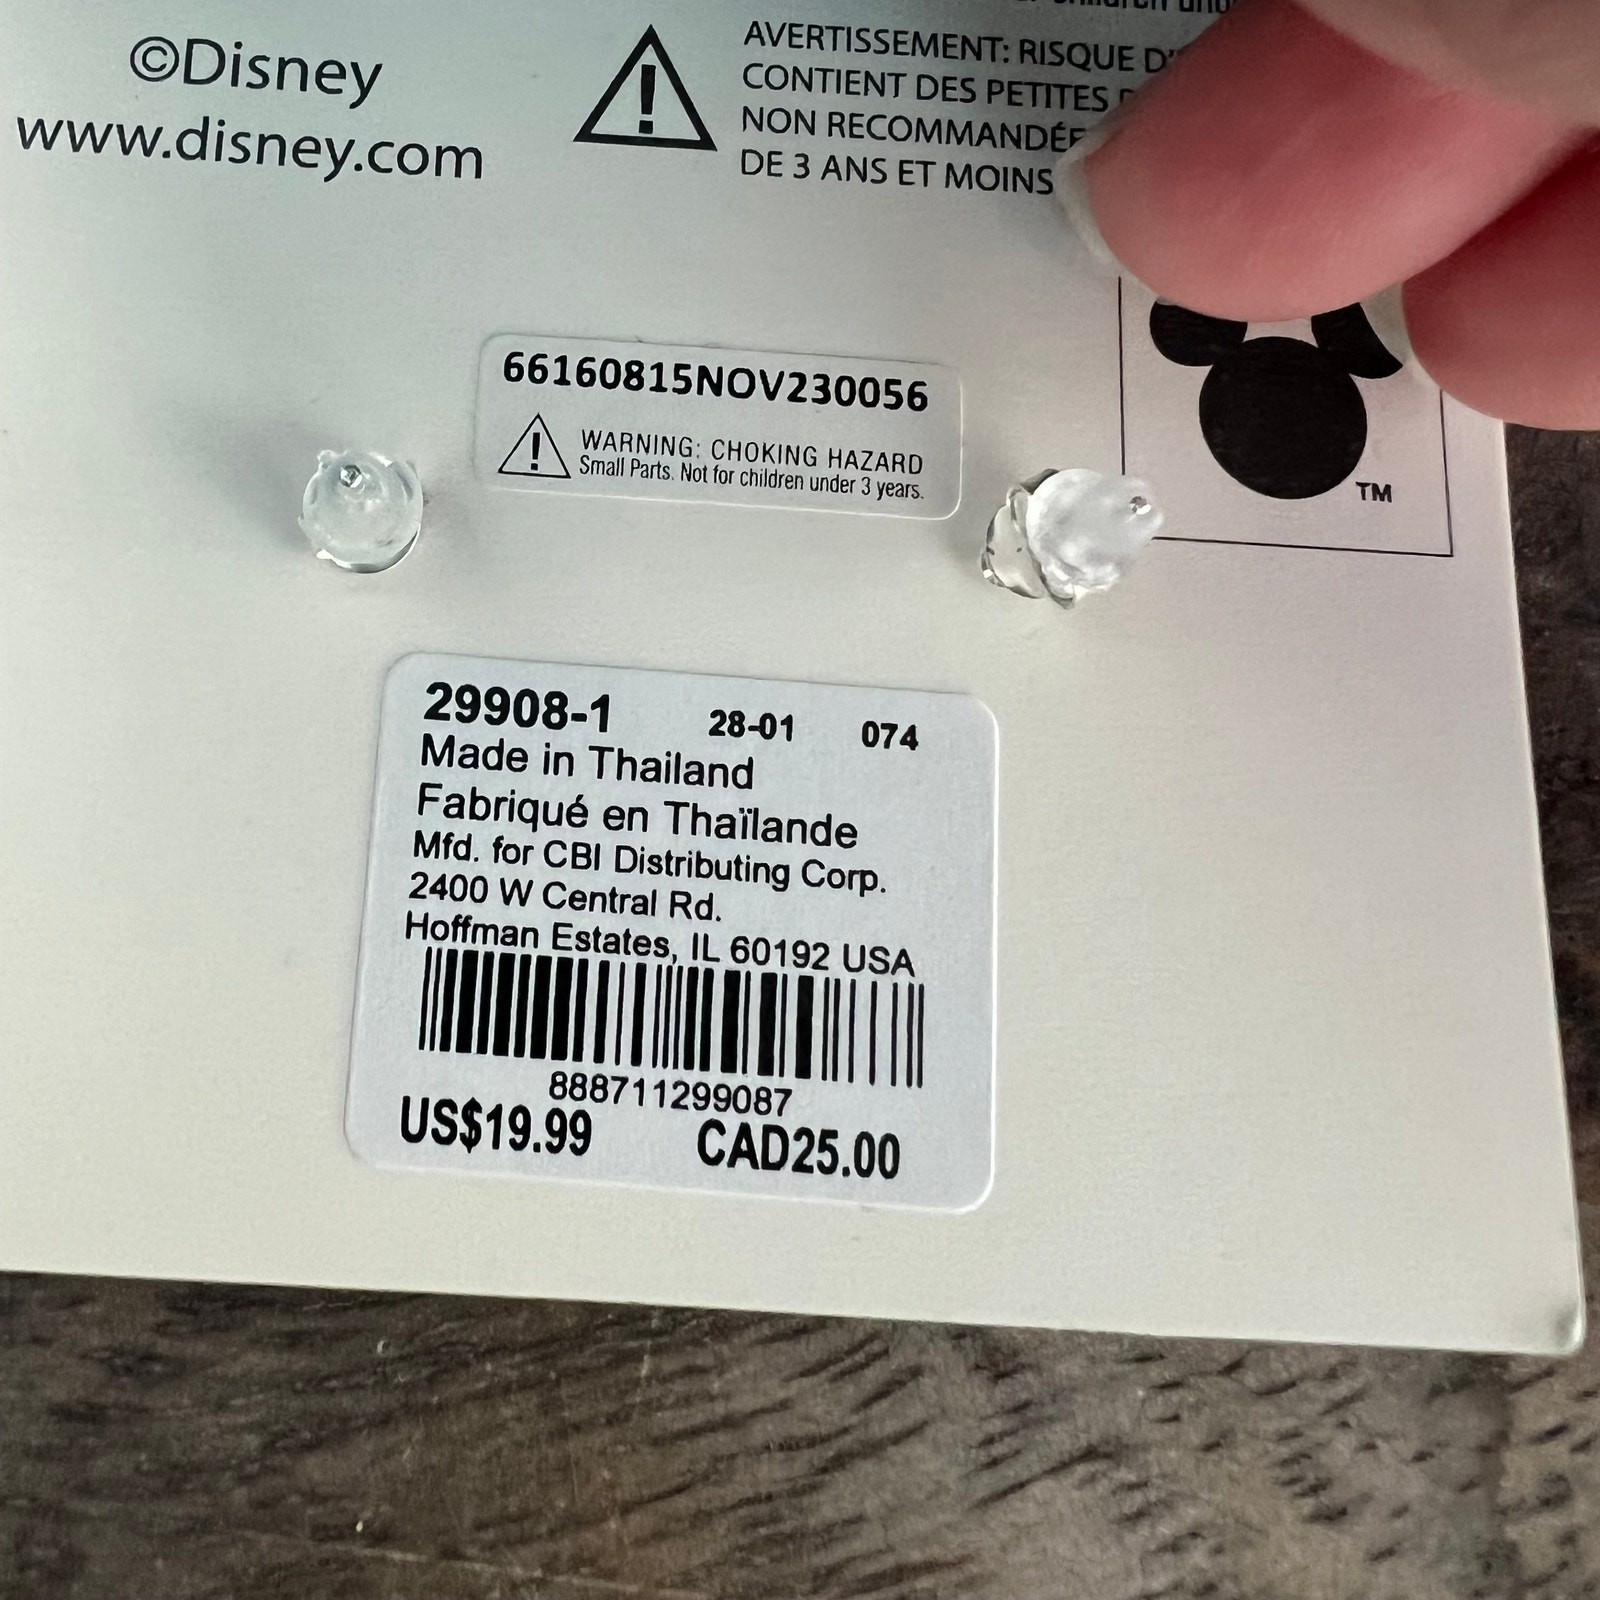 children
©Disney
www.disney.com
AVERTISSEMENT: RISQUE
CONTIENT DES PETITES
NON RECOMMANDÉE
DE 3 ANS ET MOINS
66160815NOV230056
WARNING: CHOKING HAZARD
Small Parts. Not for children under 3 years.
TM
29908-1 28-01 074
Made in Thailand
Fabriqué en Thaïlande
Mfd. for CBI Distributing Corp.
2400 W Central Rd.
Hoffman Estates, IL 60192 USA
888711299087
US$19.99 CAD25.00